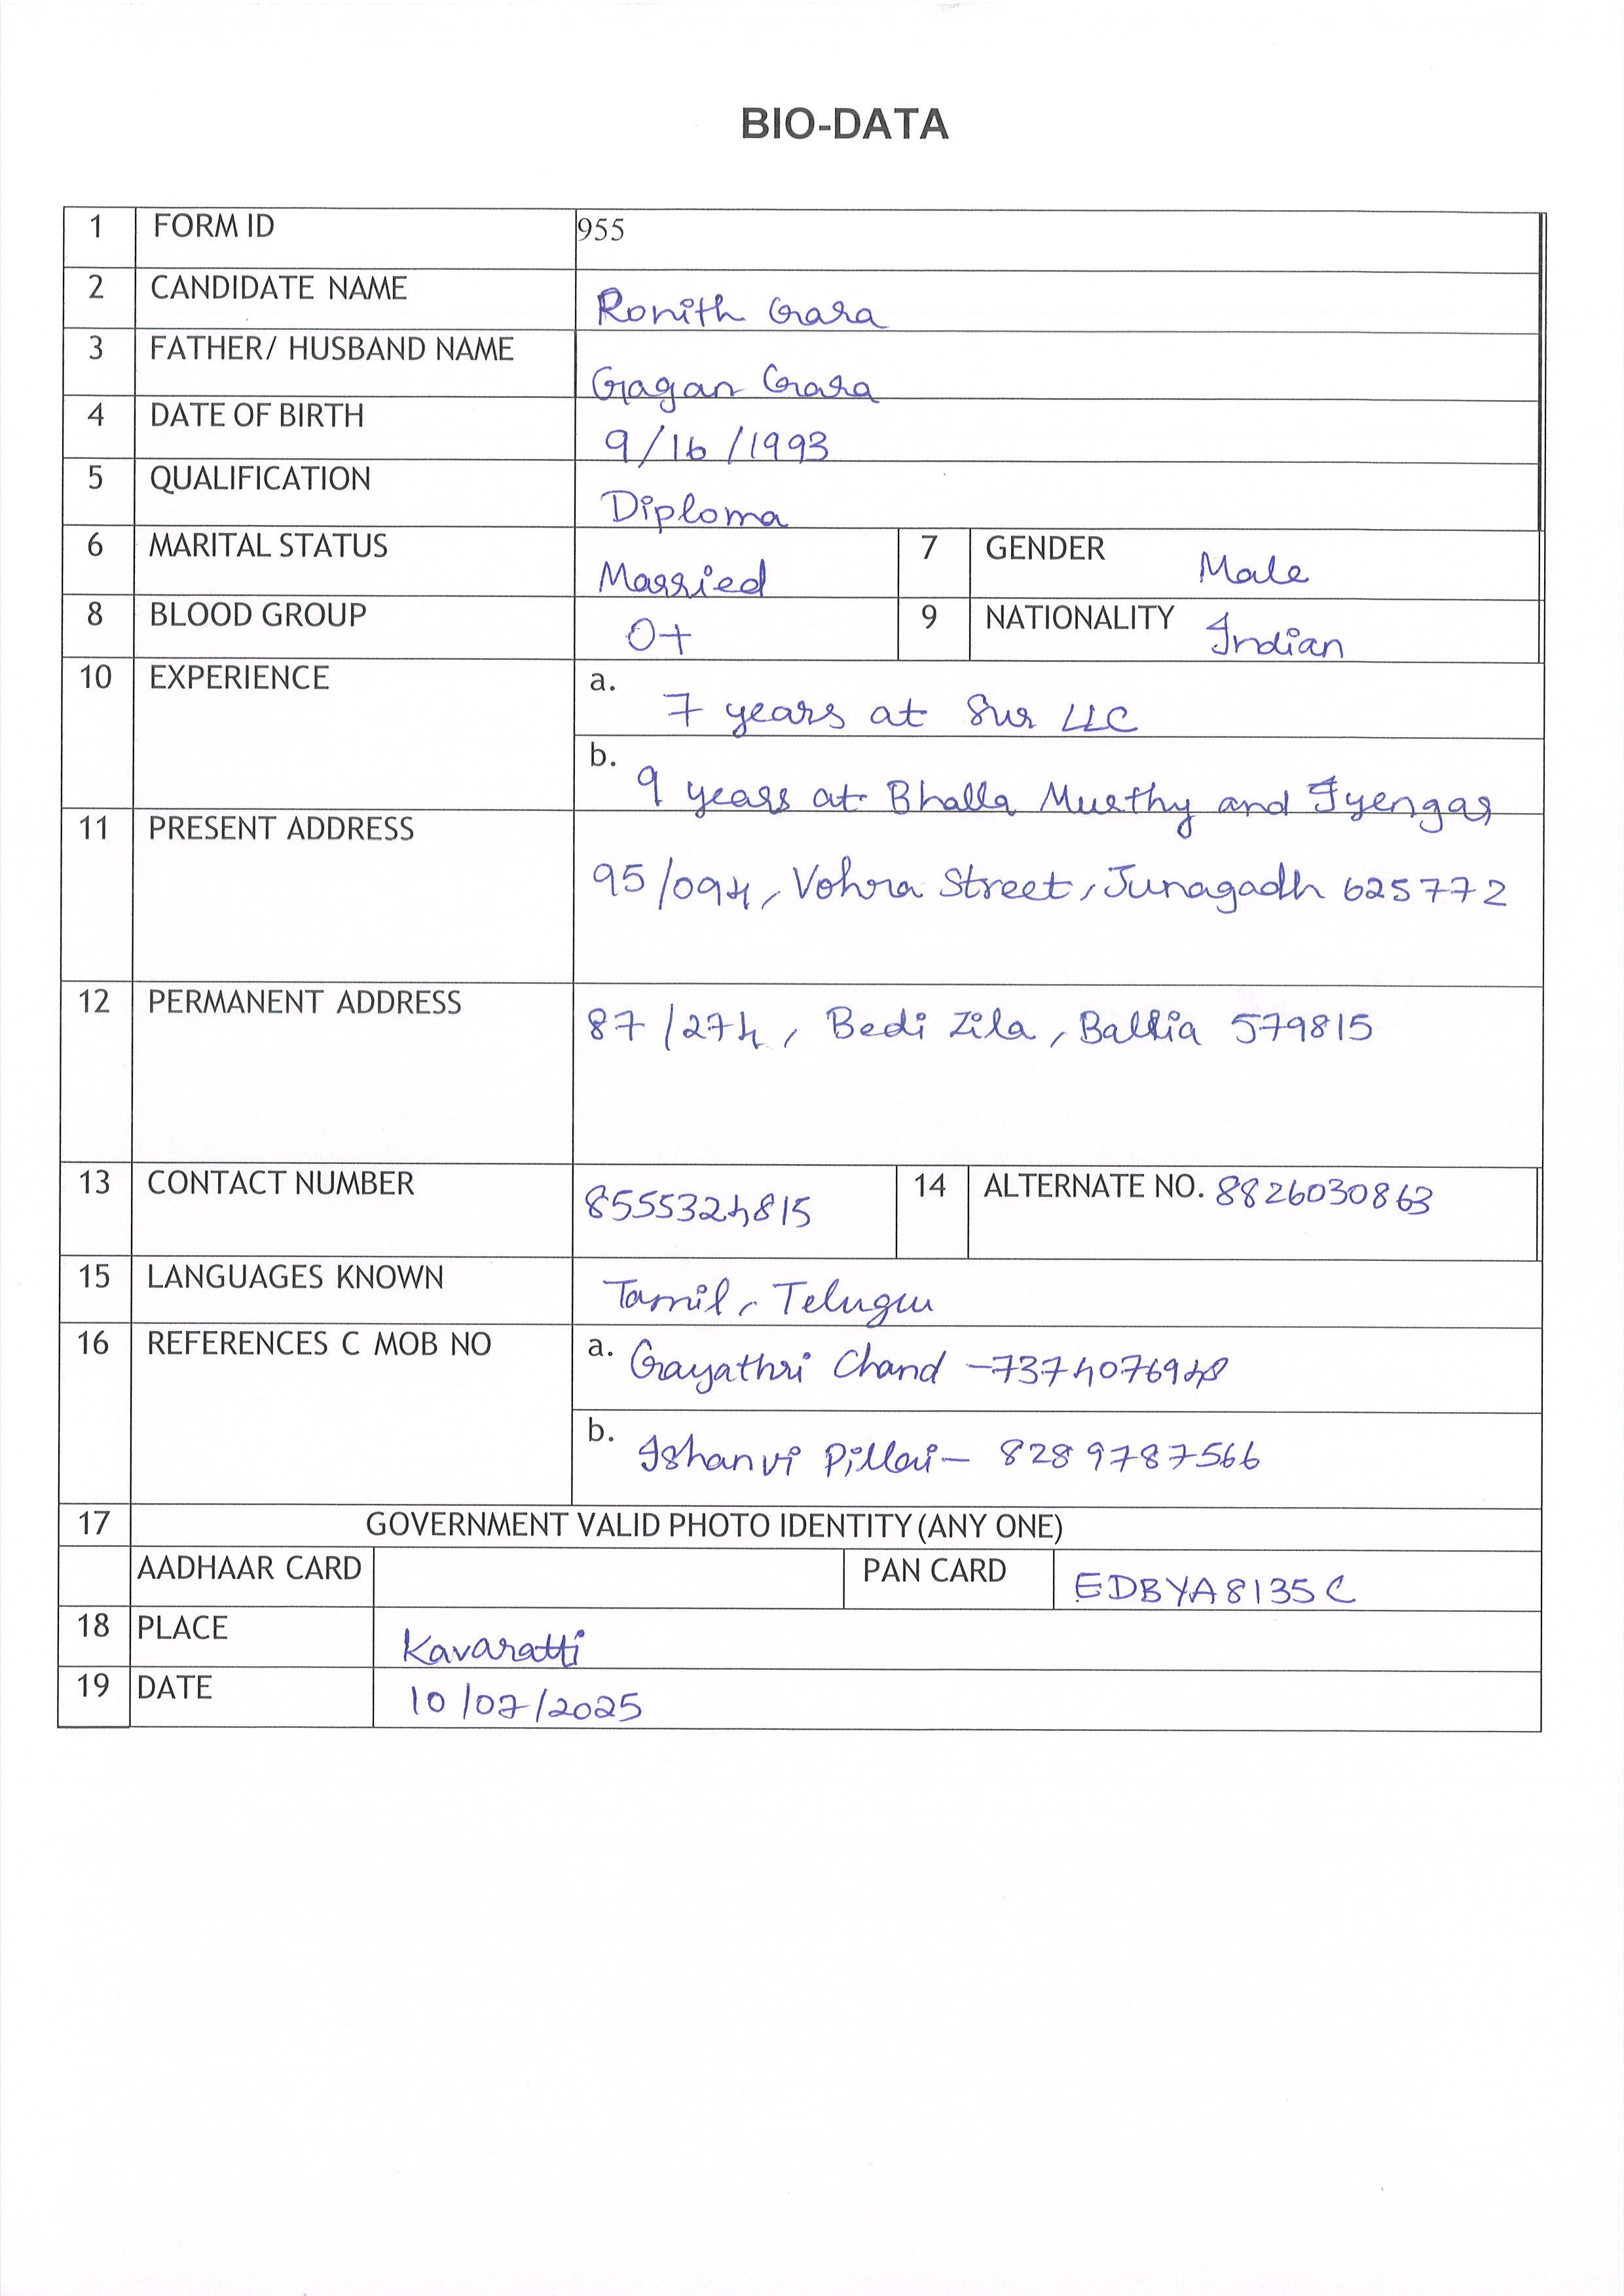 BIO-DATA
1 FORM ID 955
2 CANDIDATE NAME Ronith Gara
3 FATHER/ HUSBAND NAME Gagan Gara
4 DATE OF BIRTH 9/16/1993
5 QUALIFICATION Diploma
6 MARITAL STATUS Married 7 GENDER Male
8 BLOOD GROUP O+ 9 NATIONALITY Indian
10 EXPERIENCE a. 7 years at Sur LLC
b. 9 years at Bhalla Murthy and Iyengar
11 PRESENT ADDRESS 95/094, Vohra Street, Junagadh 625772
12 PERMANENT ADDRESS 87/274, Bedi Zila, Ballia 579815
13 CONTACT NUMBER 8555324815 14 ALTERNATE NO. 8826030863
15 LANGUAGES KNOWN Tamil, Telugu
16 REFERENCES C MOB NO a. Gayathri Chand - 7374076948
b. Ishanvi Pillai - 8289787566
17 GOVERNMENT VALID PHOTO IDENTITY (ANY ONE)
AADHAAR CARD PAN CARD EDBYA8135C
18 PLACE Kavaratti
19 DATE 10/07/2025